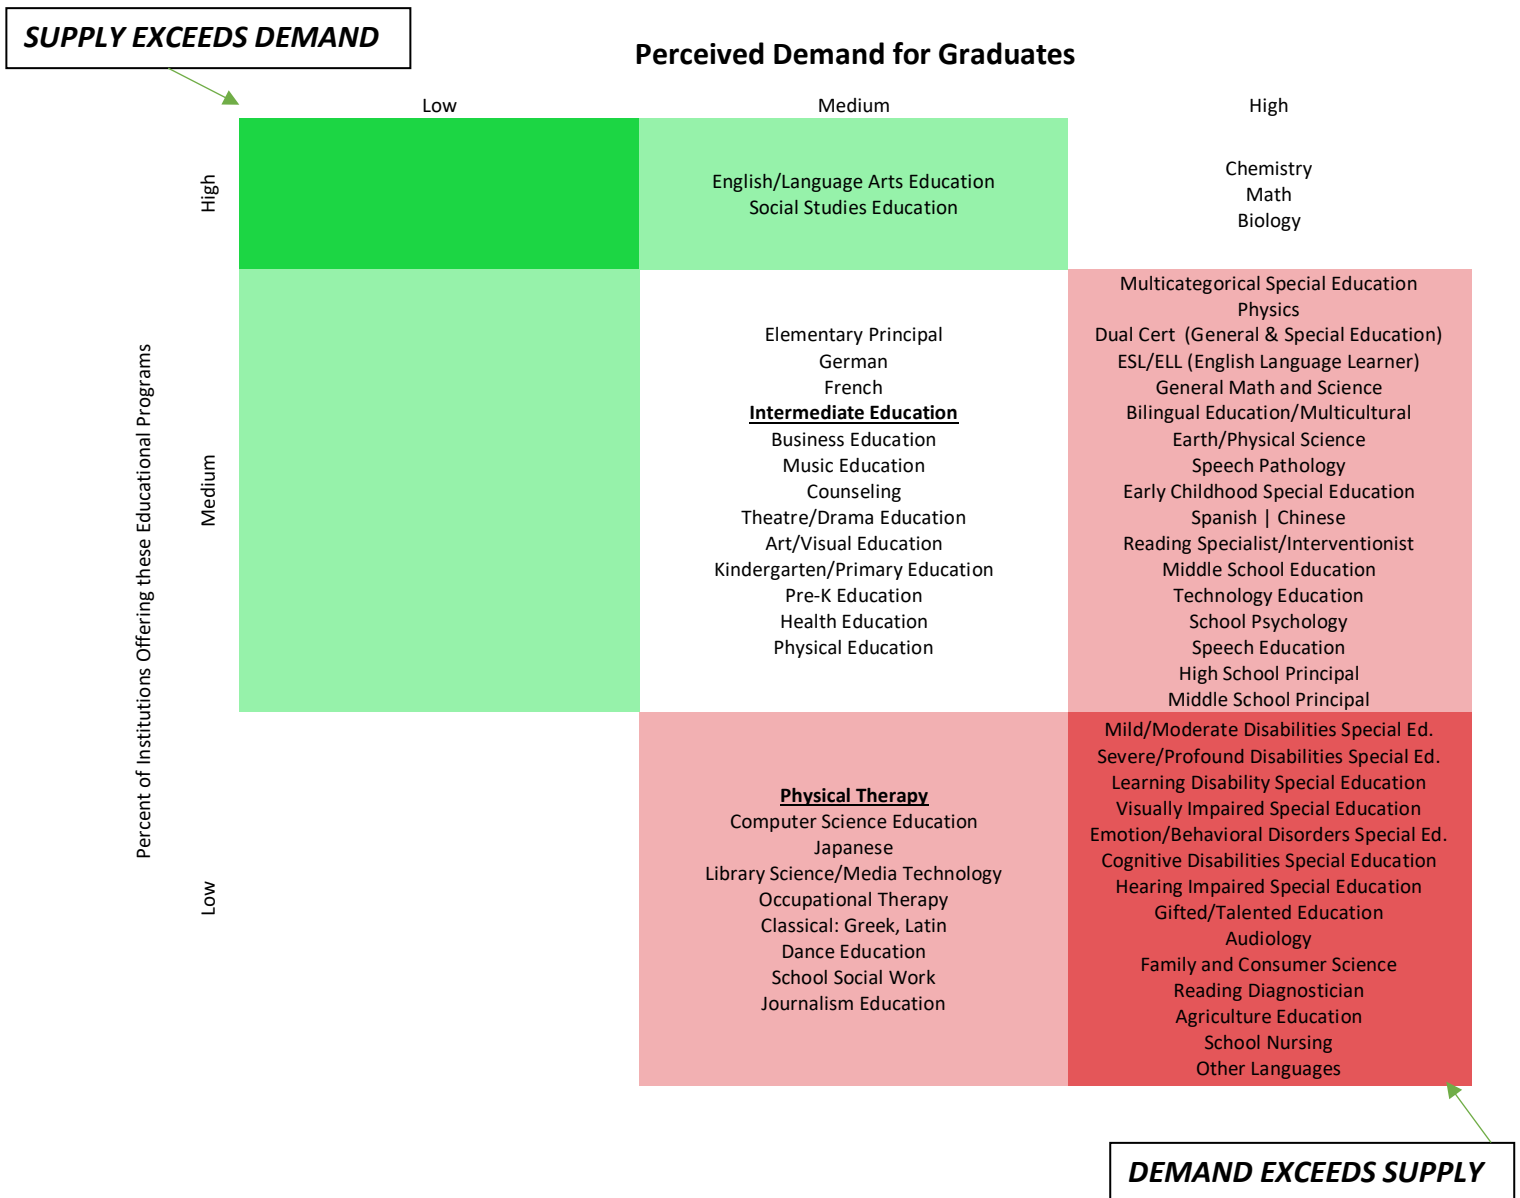 SUPPLY EXCEEDS DEMAND
Perceived Demand for Graduates
Low
Medium
High
Percent of Institutions Offering these Educational Programs
High
English/Language Arts Education
Social Studies Education
Chemistry
Math
Biology
Medium
Elementary Principal
German
French
Intermediate Education
Business Education
Music Education
Counseling
Theatre/Drama Education
Art/Visual Education
Kindergarten/Primary Education
Pre-K Education
Health Education
Physical Education
Multicategorical Special Education
Physics
Dual Cert (General & Special Education)
ESL/ELL (English Language Learner)
General Math and Science
Bilingual Education/Multicultural
Earth/Physical Science
Speech Pathology
Early Childhood Special Education
Spanish | Chinese
Reading Specialist/Interventionist
Middle School Education
Technology Education
School Psychology
Speech Education
High School Principal
Middle School Principal
Low
Physical Therapy
Computer Science Education
Japanese
Library Science/Media Technology
Occupational Therapy
Classical: Greek, Latin
Dance Education
School Social Work
Journalism Education
Mild/Moderate Disabilities Special Ed.
Severe/Profound Disabilities Special Ed.
Learning Disability Special Education
Visually Impaired Special Education
Emotion/Behavioral Disorders Special Ed.
Cognitive Disabilities Special Education
Hearing Impaired Special Education
Gifted/Talented Education
Audiology
Family and Consumer Science
Reading Diagnostician
Agriculture Education
School Nursing
Other Languages
DEMAND EXCEEDS SUPPLY